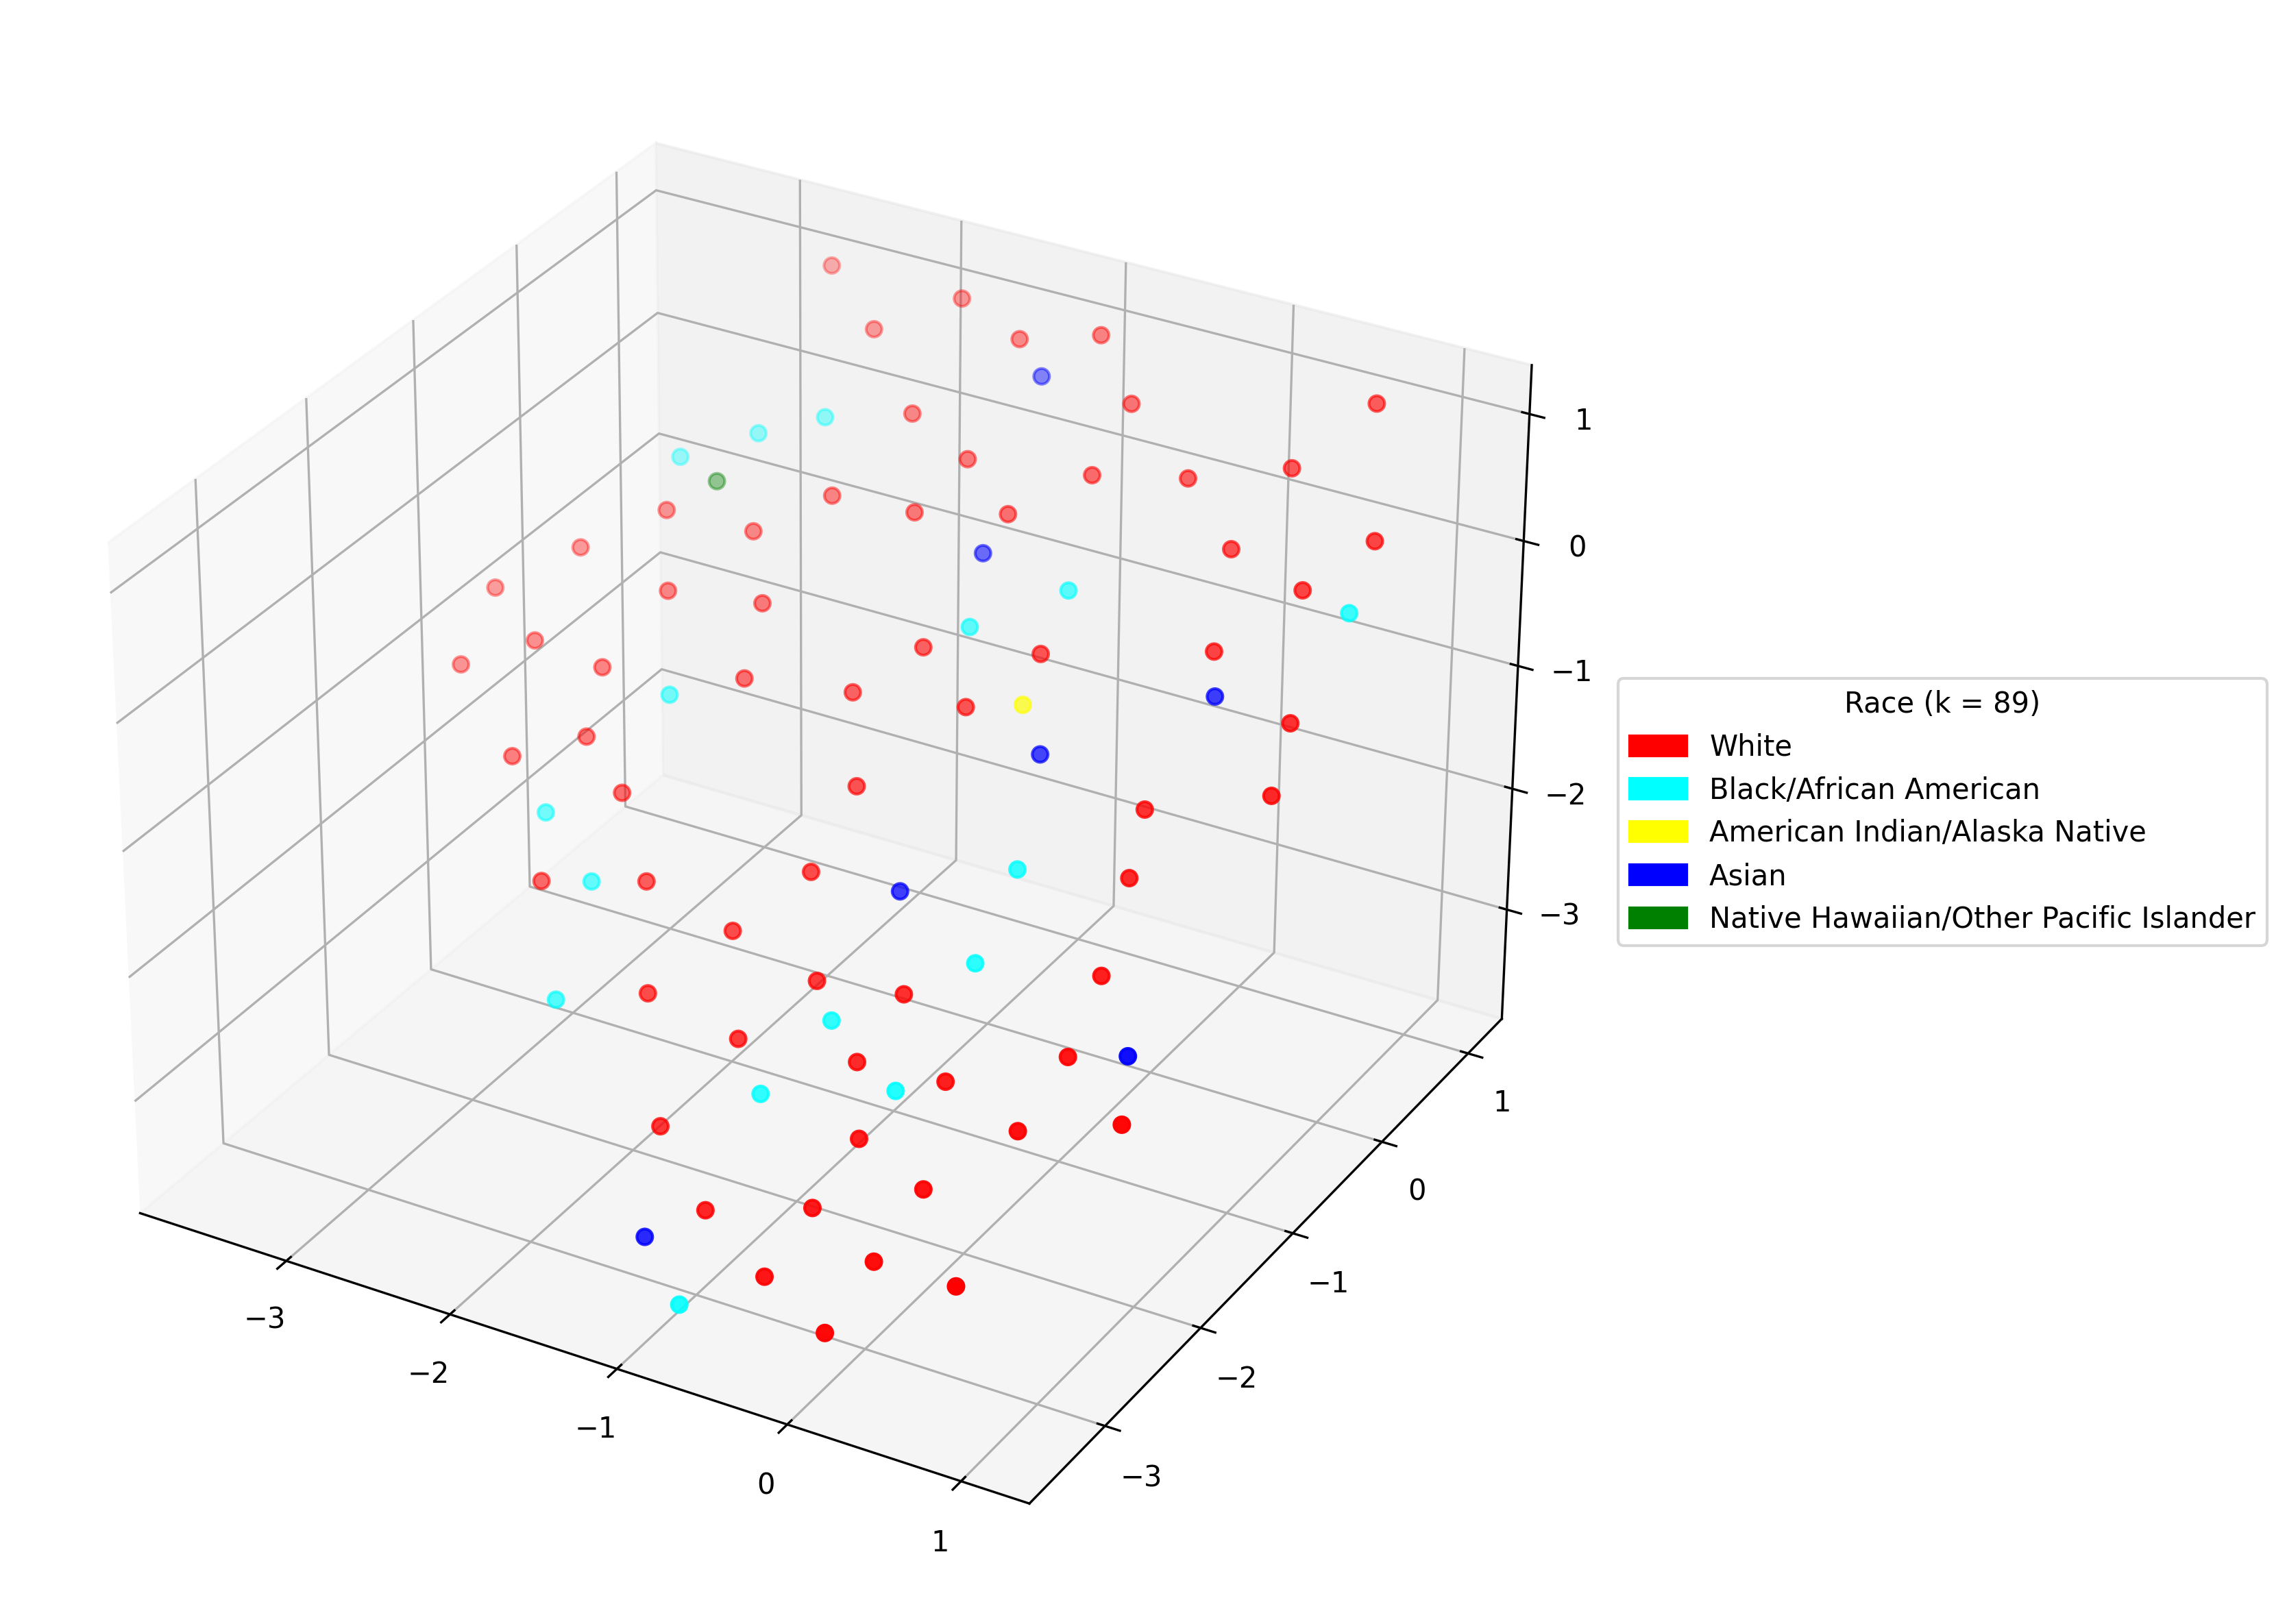 1
0
−1
−2
−3
Race (k = 89)
White
Black/African American
American Indian/Alaska Native
Asian
Native Hawaiian/Other Pacific Islander
1
0
−1
−2
−3
−3
−2
−1
0
1